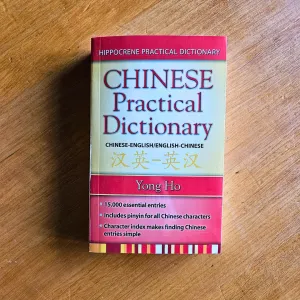 HIPPOCRENE PRACTICAL DICTIONARY
CHINESE
Practical
Dictionary
CHINESE-ENGLISH/ENGLISH-CHINESE
汉英–英汉
Yong Ho
• 15,000 essential entries
• Includes pinyin for all Chinese characters
• Character index makes finding Chinese
entries simple